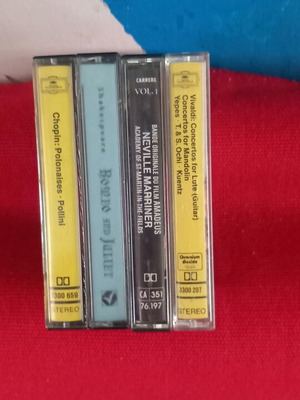 Chopin: Polonaises · Pollini
3300 659
STEREO
Shakespeare
ROMEO AND JULIET
CARRERE
VOL. 1
BANDE ORIGINALE DU FILM AMADEUS
NEVILLE MARRINER
ACADEMY OF ST-MARTIN-IN-THE-FIELDS
CA 351
76.197
Vivaldi: Concertos for Lute (Guitar)
Concertos for Mandolin
Yepes · T. & S. Ochi · Kuentz
Chromium
dioxide
3300 207
STEREO